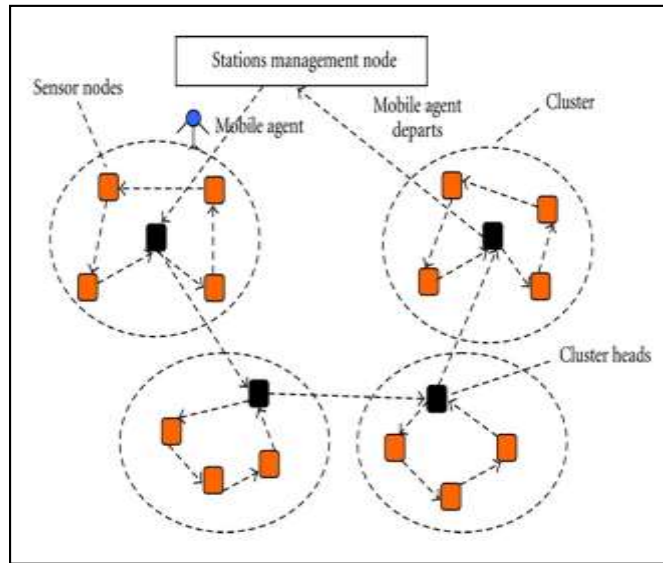 Stations management node
Sensor nodes
Mobile agent
Mobile agent
departs
Cluster
Cluster heads